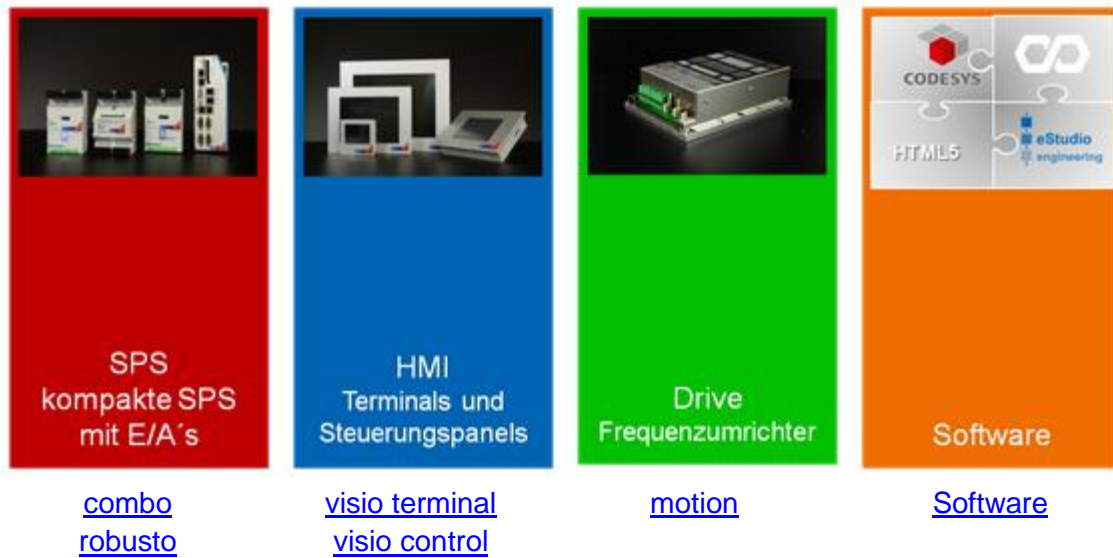 SPS
kompakte SPS
mit E/A´s
combo
robusto
HMI
Terminals und
Steuerungspanels
visio terminal
visio control
Drive
Frequenzumrichter
motion
CODESYS
HTML5
eStudio
engineering
Software
Software